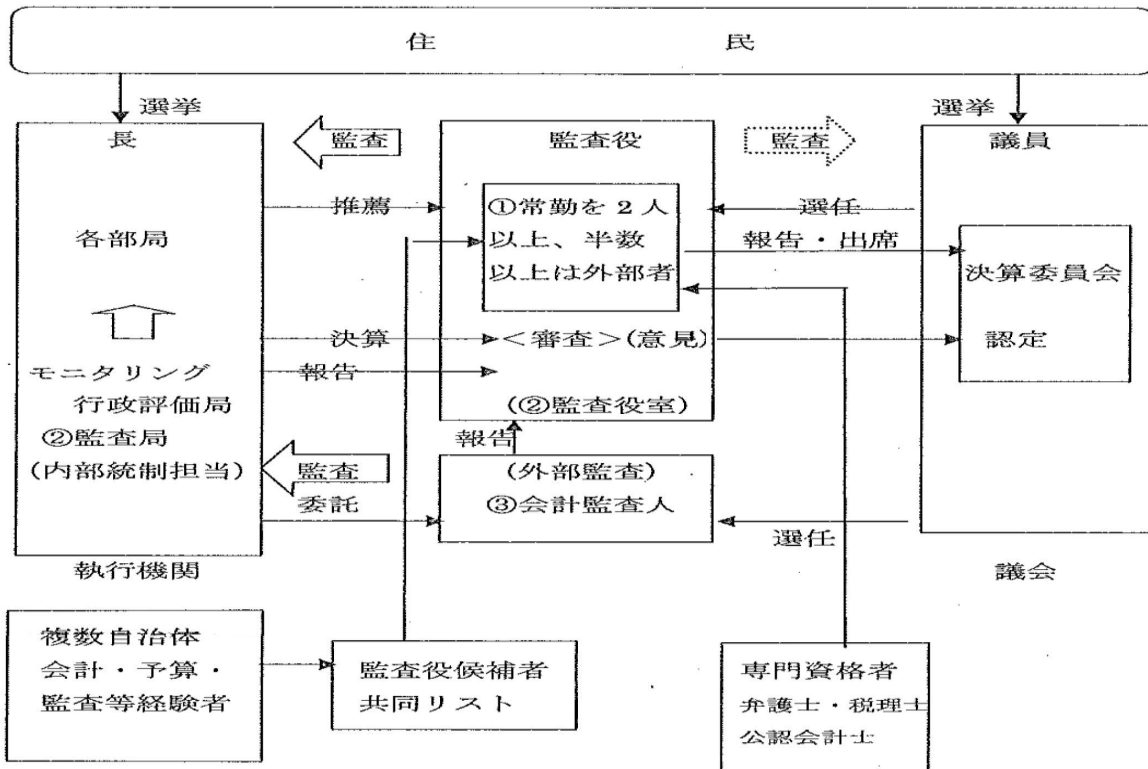 住 民
選挙
選挙
長
監査
監査役
監査
議員
推薦
①常勤を2人
以上、半数
以上は外部者
選任
各部局
報告・出席
決算委員会
決算
<審査>(意見)
認定
モニタリング
報告
行政評価局
(②監査役室)
②監査局
報告
(内部統制担当)
監査
(外部監査)
委託
③会計監査人
選任
執行機関
議会
複数自治体
会計・予算・
監査等経験者
監査役候補者
共同リスト
専門資格者
弁護士・税理士
公認会計士